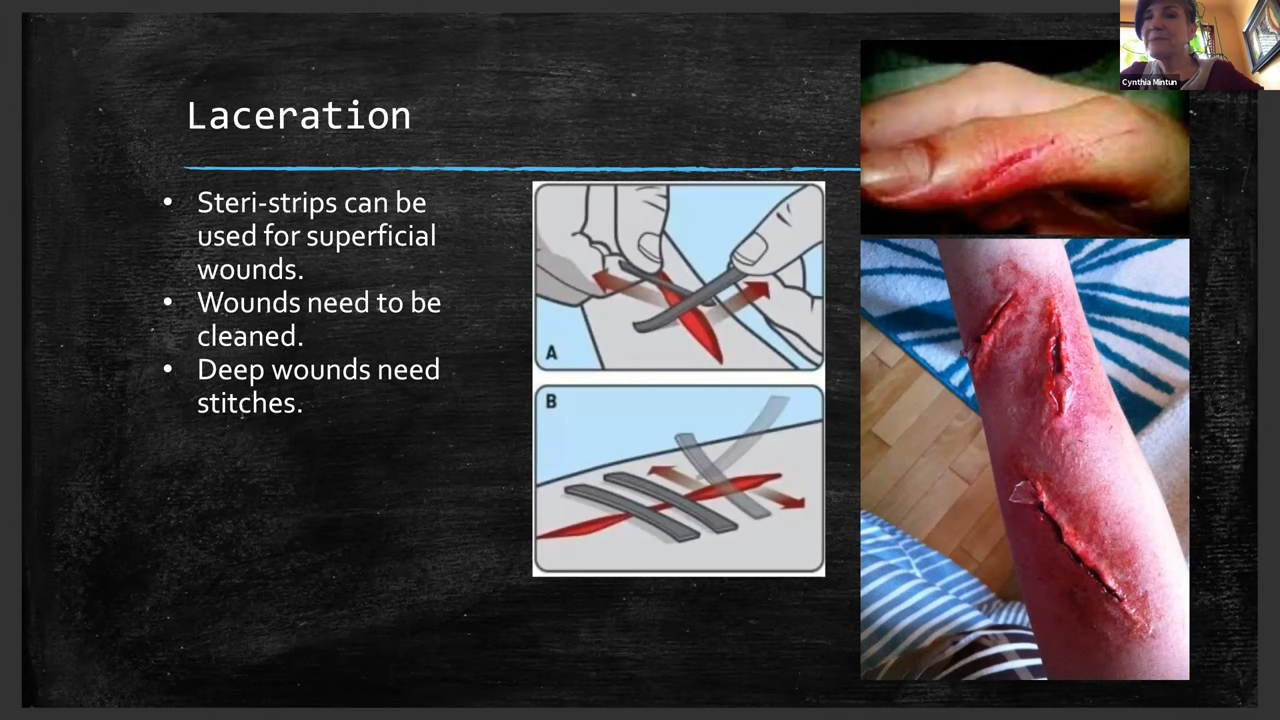 Laceration
• Steri-strips can be
used for superficial
wounds.
• Wounds need to be
cleaned.
• Deep wounds need
stitches.
A
B
Cynthia Mintun